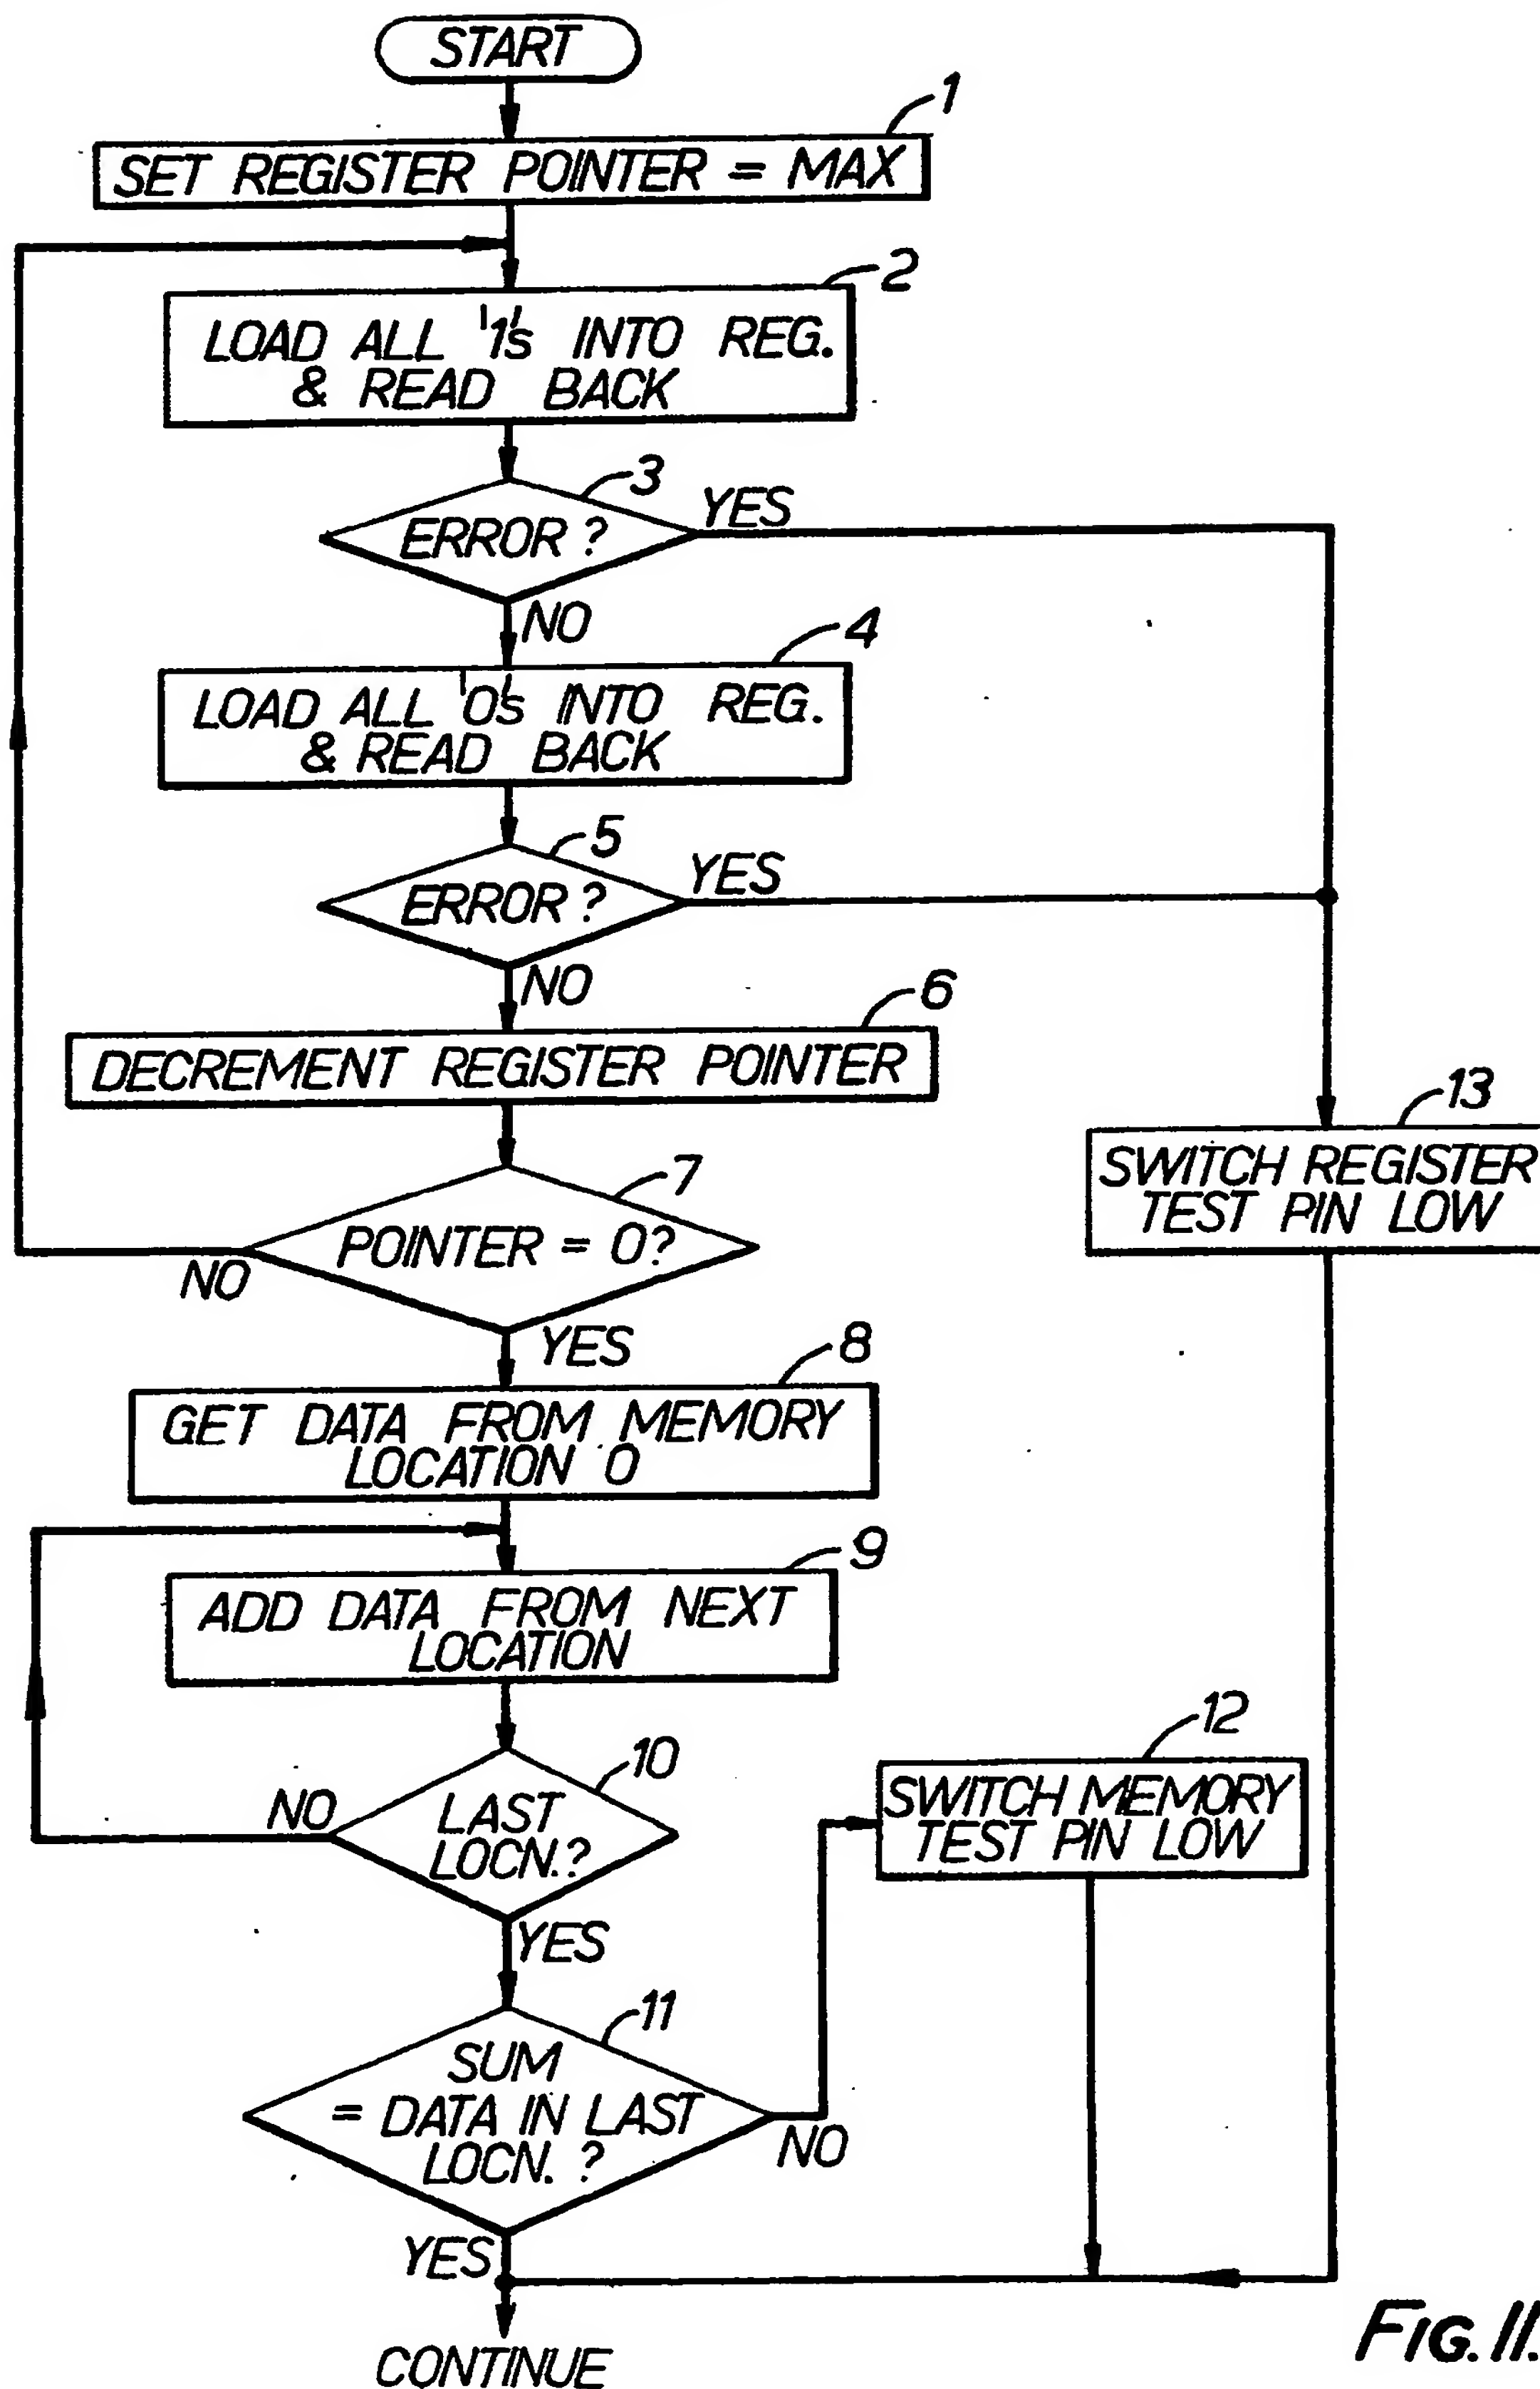 START
1
SET REGISTER POINTER = MAX
2
LOAD ALL '1's INTO REG.
& READ BACK
3
ERROR ?
YES
NO
4
LOAD ALL '0's INTO REG.
& READ BACK
5
ERROR ?
YES
NO
6
DECREMENT REGISTER POINTER
13
SWITCH REGISTER
TEST PIN LOW
7
POINTER = 0?
NO
YES
8
GET DATA FROM MEMORY
LOCATION 0
9
ADD DATA FROM NEXT
LOCATION
10
LAST
LOCN.?
NO
YES
12
SWITCH MEMORY
TEST PIN LOW
11
SUM
= DATA IN LAST
LOCN. ?
NO
YES
CONTINUE
FIG. 11.